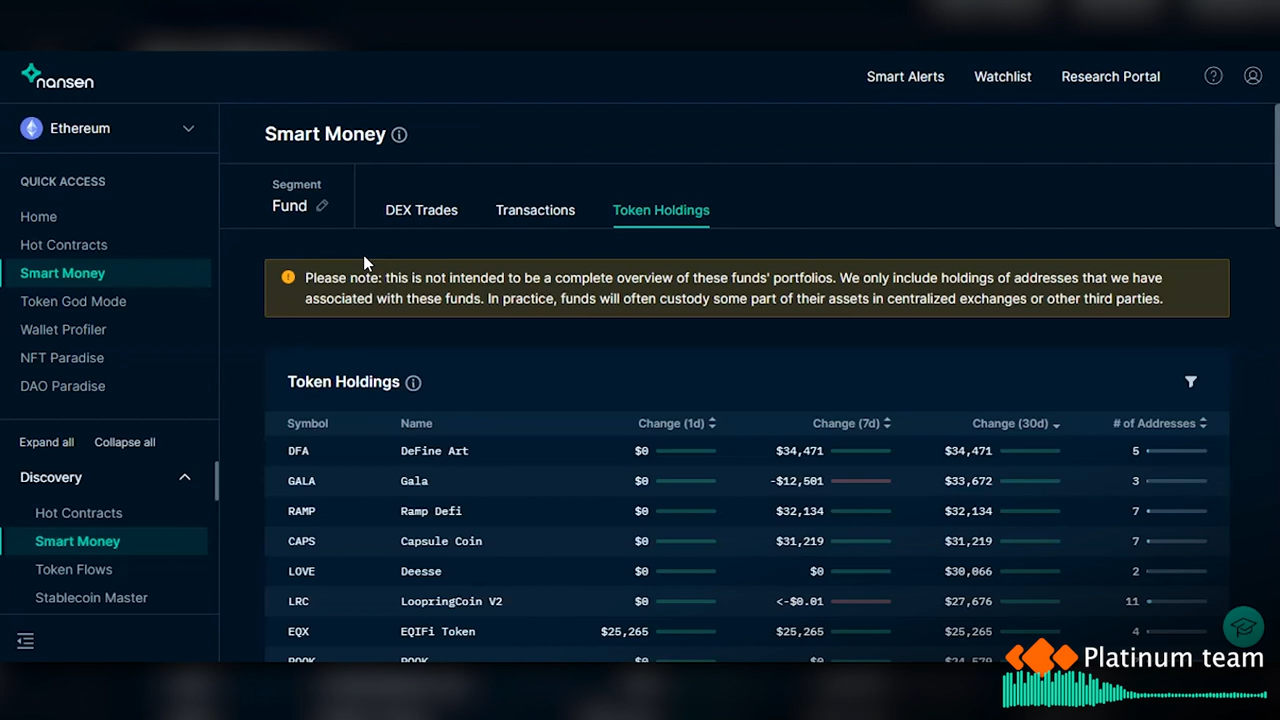 nansen
Smart Alerts Watchlist Research Portal
Ethereum
Smart Money
QUICK ACCESS
Home
Hot Contracts
Smart Money
Token God Mode
Wallet Profiler
NFT Paradise
DAO Paradise
Expand all Collapse all
Discovery
Hot Contracts
Smart Money
Token Flows
Stablecoin Master
Segment
Fund
DEX Trades Transactions Token Holdings
Please note: this is not intended to be a complete overview of these funds' portfolios. We only include holdings of addresses that we have
associated with these funds. In practice, funds will often custody some part of their assets in centralized exchanges or other third parties.
Token Holdings
Symbol Name Change (1d) Change (7d) Change (30d) # of Addresses
DFA DeFine Art $0 $34,471 $34,471 5
GALA Gala $0 -$12,501 $33,672 3
RAMP Ramp Defi $0 $32,134 $32,134 7
CAPS Capsule Coin $0 $31,219 $31,219 7
LOVE Deesse $0 $0 $30,066 2
LRC LoopringCoin V2 $0 <-$0.01 $27,676 11
EQX EQIFi Token $25,265 $25,265 $25,265 4
Platinum team